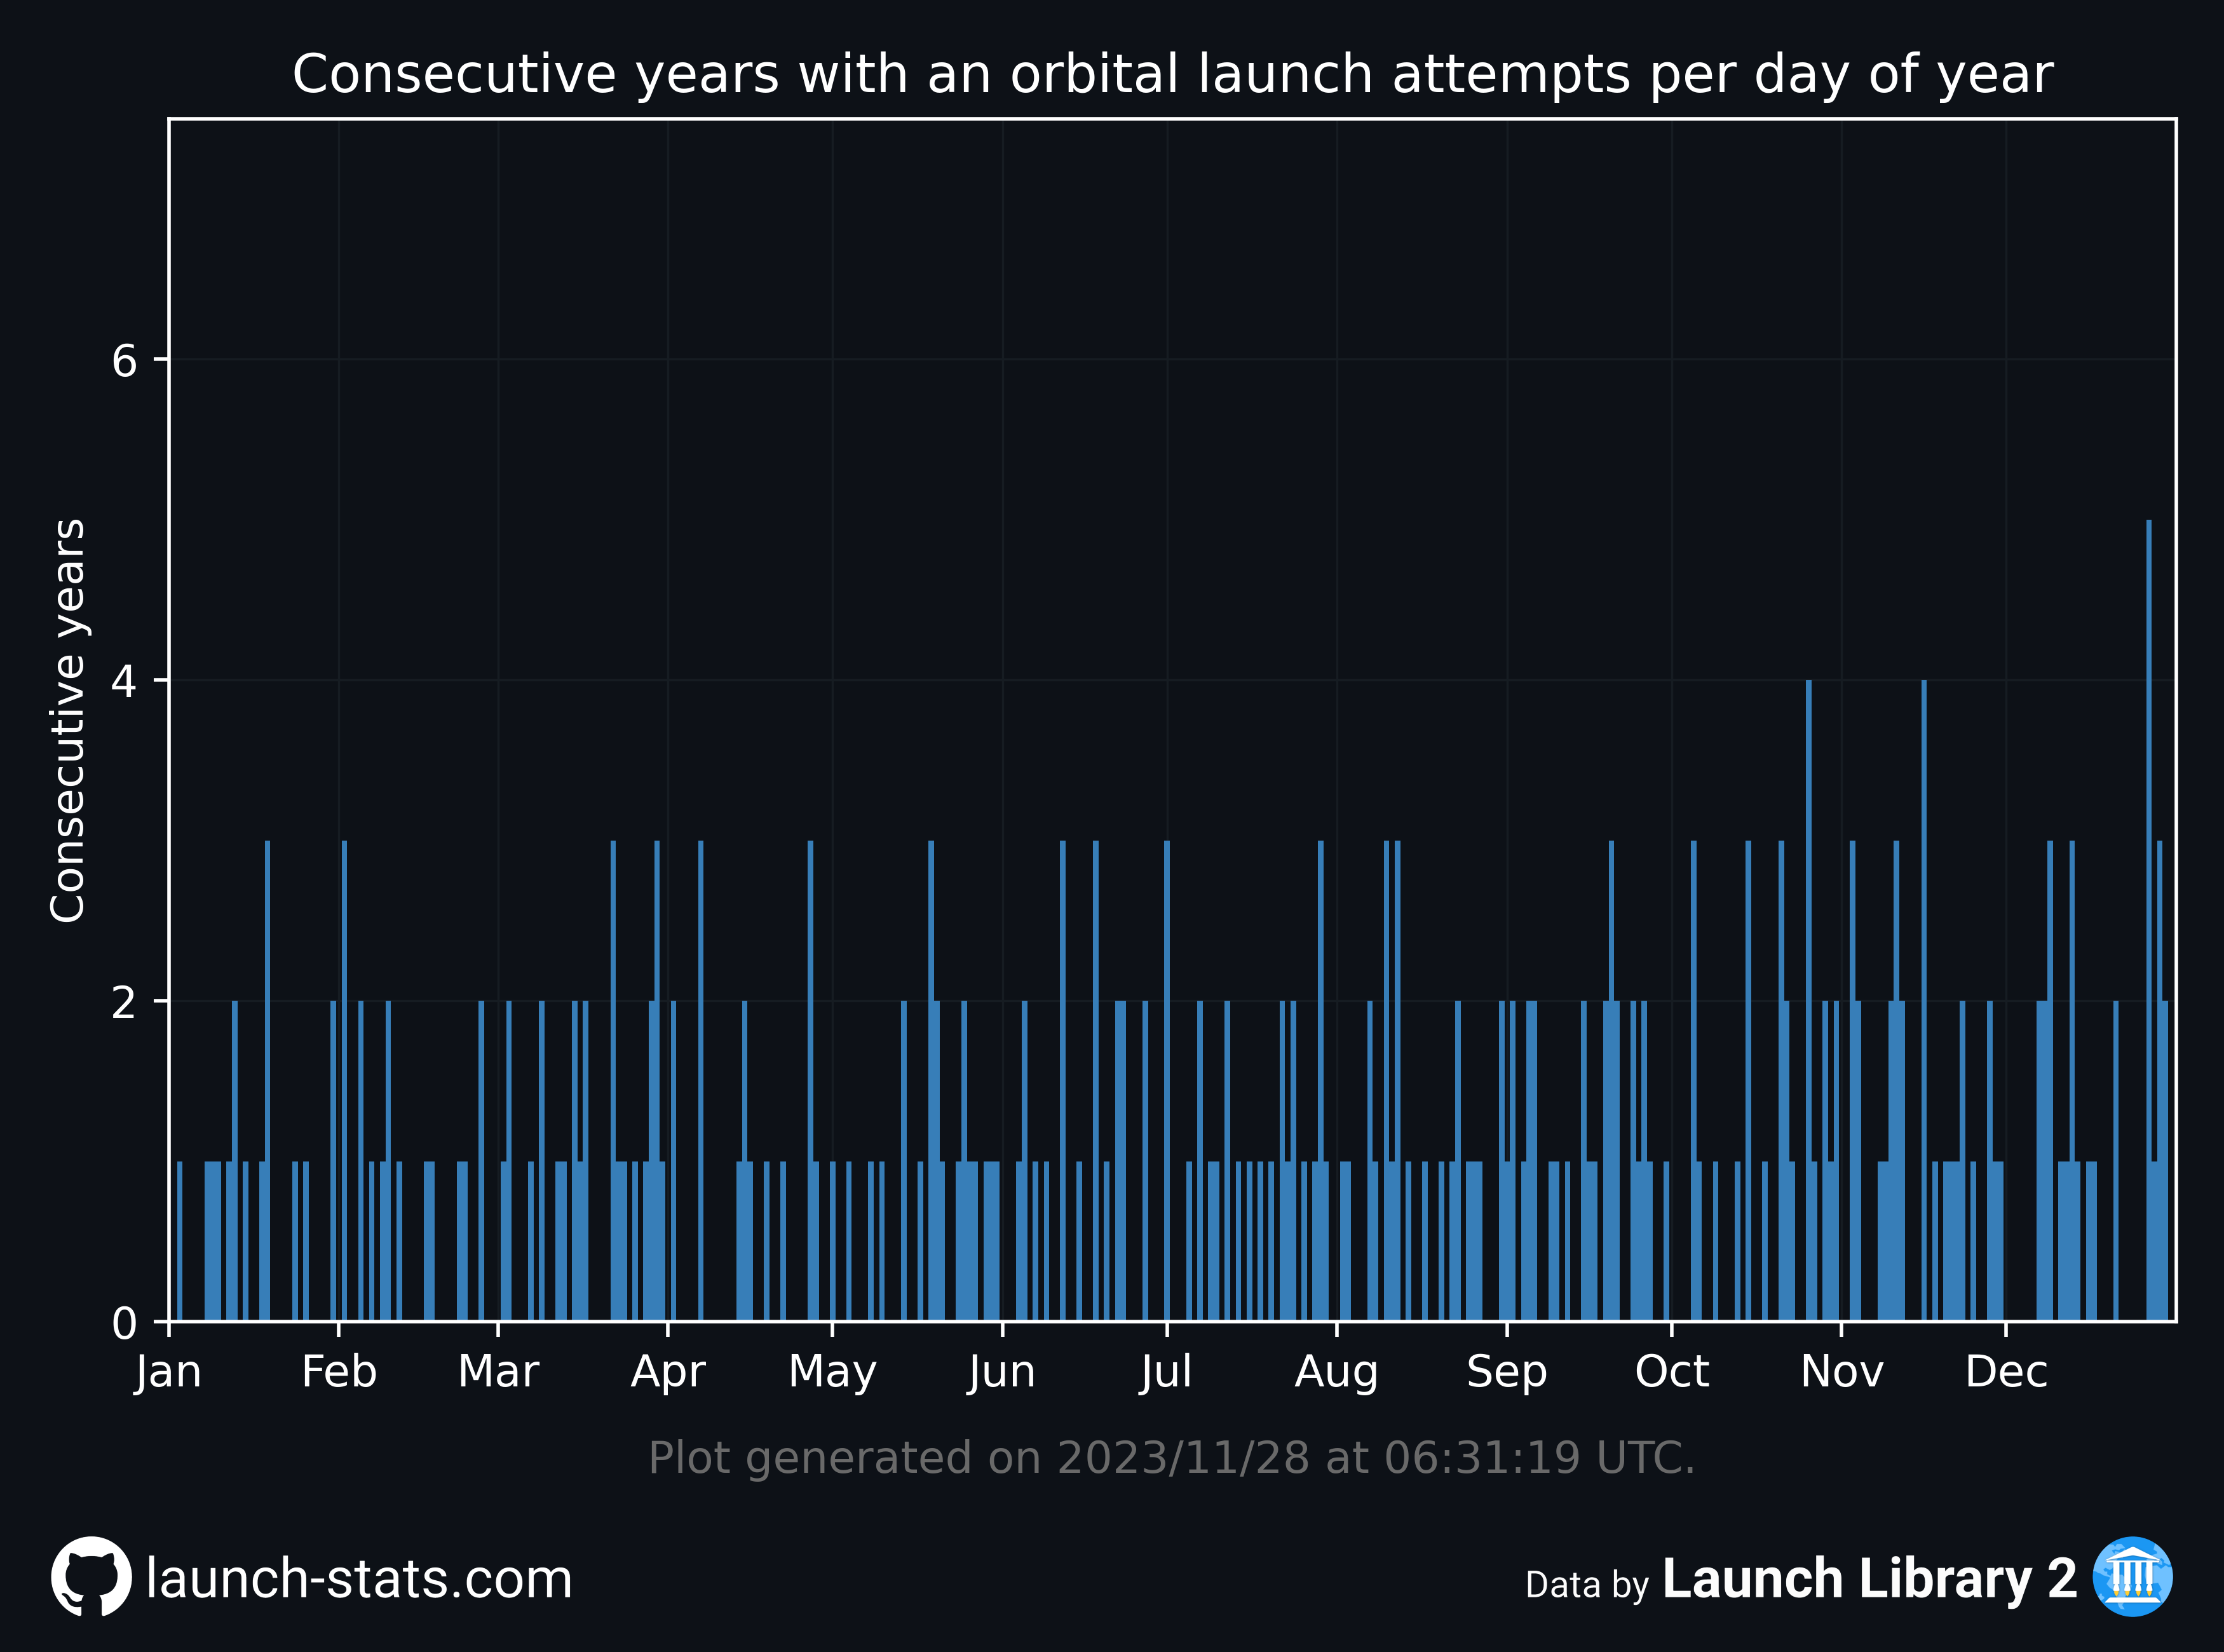 Consecutive years with an orbital launch attempts per day of year
Consecutive years
6
4
2
0
Jan Feb Mar Apr May Jun Jul Aug Sep Oct Nov Dec
Plot generated on 2023/11/28 at 06:31:19 UTC.
launch-stats.com
Data by Launch Library 2